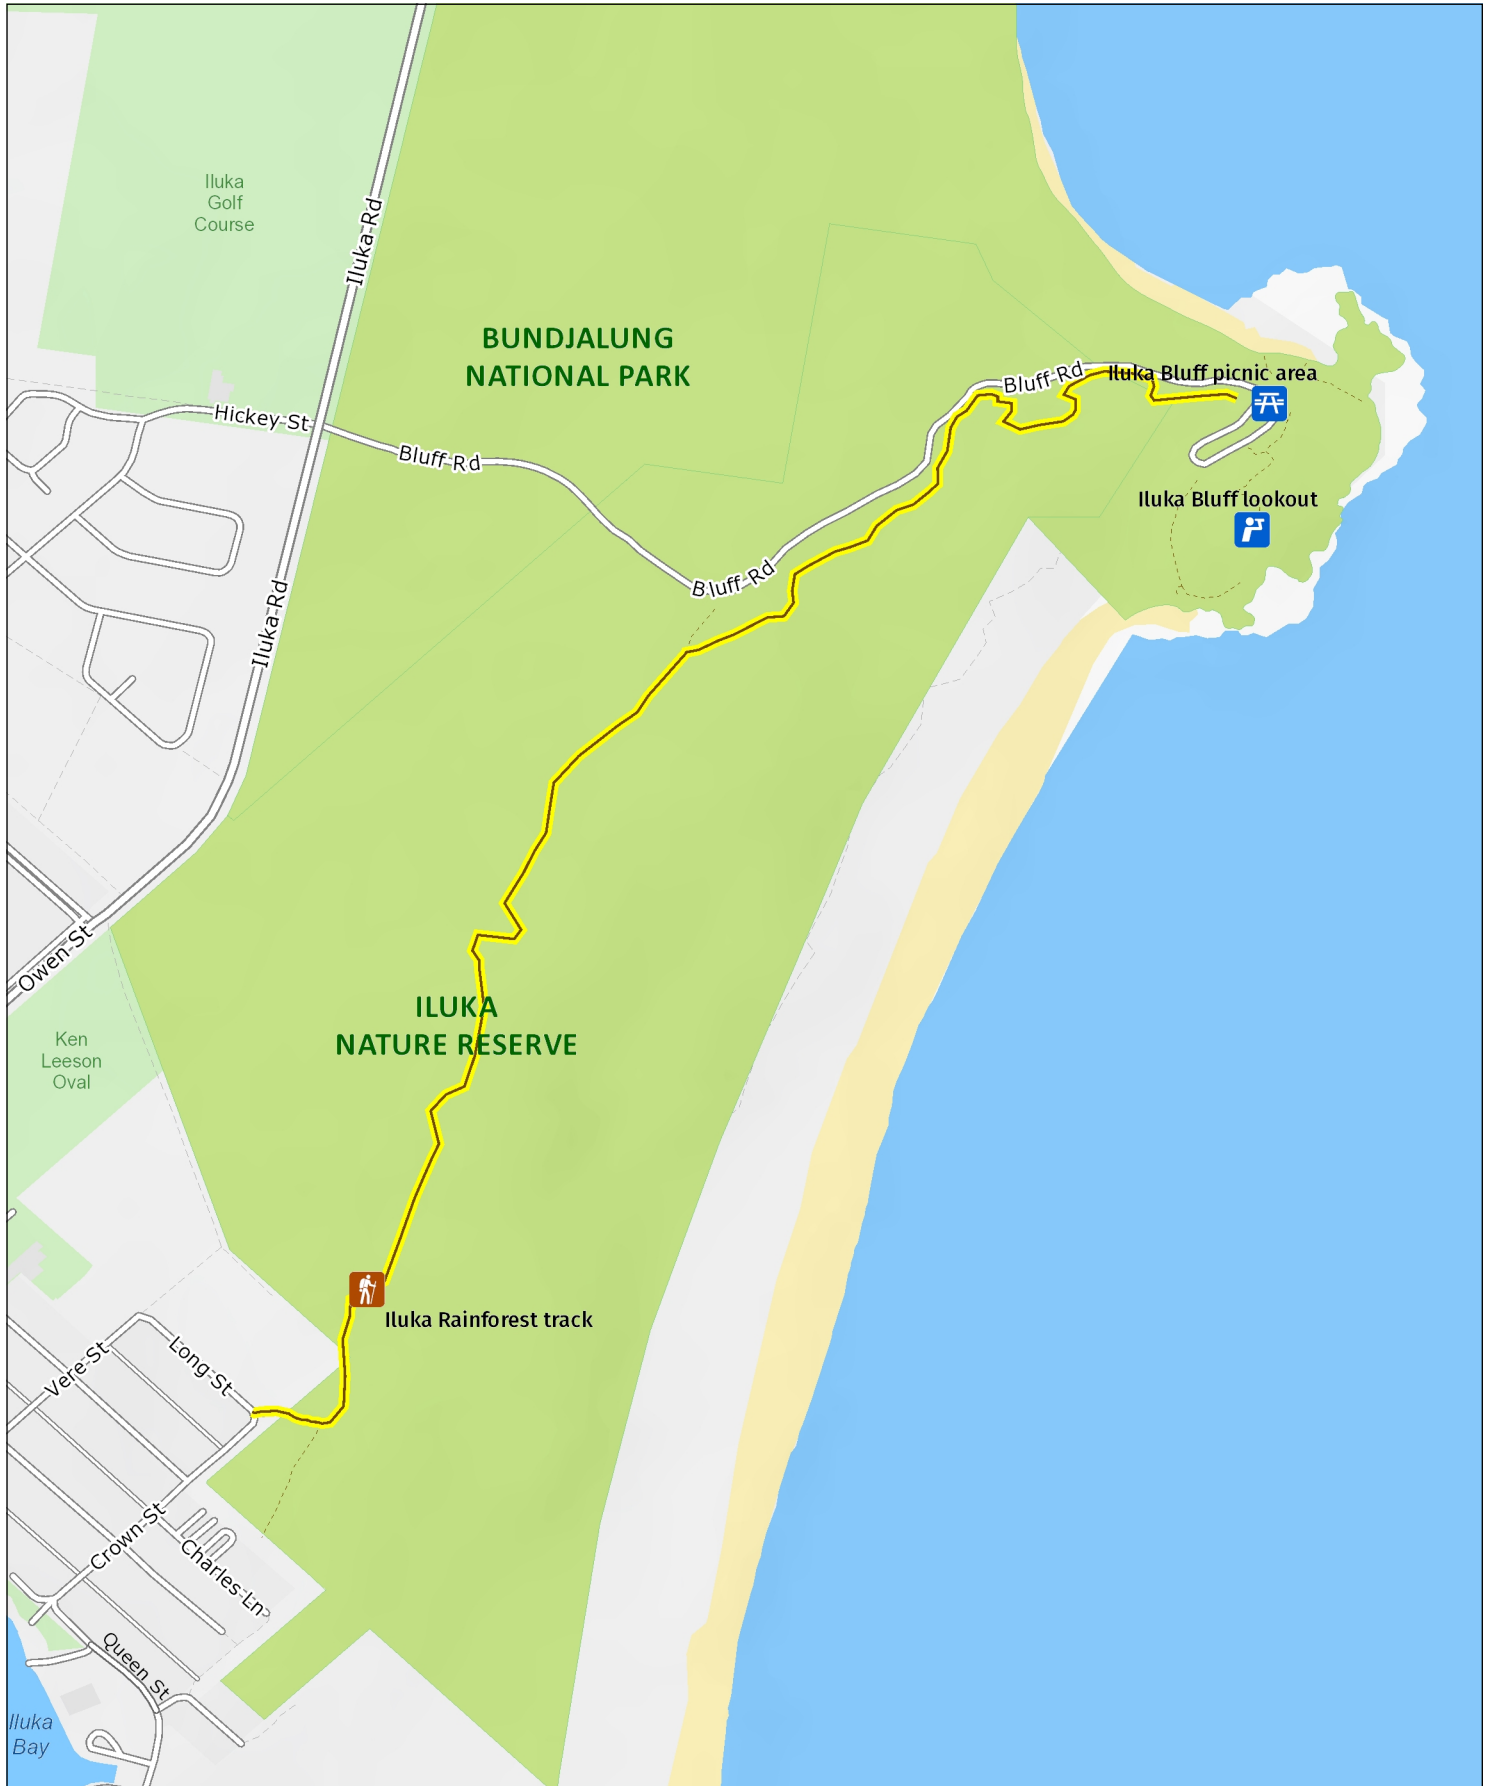 Iluka
Golf
Course
Iluka Rd
BUNDJALUNG
NATIONAL PARK
Bluff Rd
Iluka Bluff picnic area
Hickey St
Bluff Rd
Iluka Bluff lookout
Bluff Rd
Iluka Rd
Owen St
ILUKA
NATURE RESERVE
Ken
Leeson
Oval
Iluka Rainforest track
Long St
Vere St
Crown St
Charles Ln
Queen St
Iluka
Bay